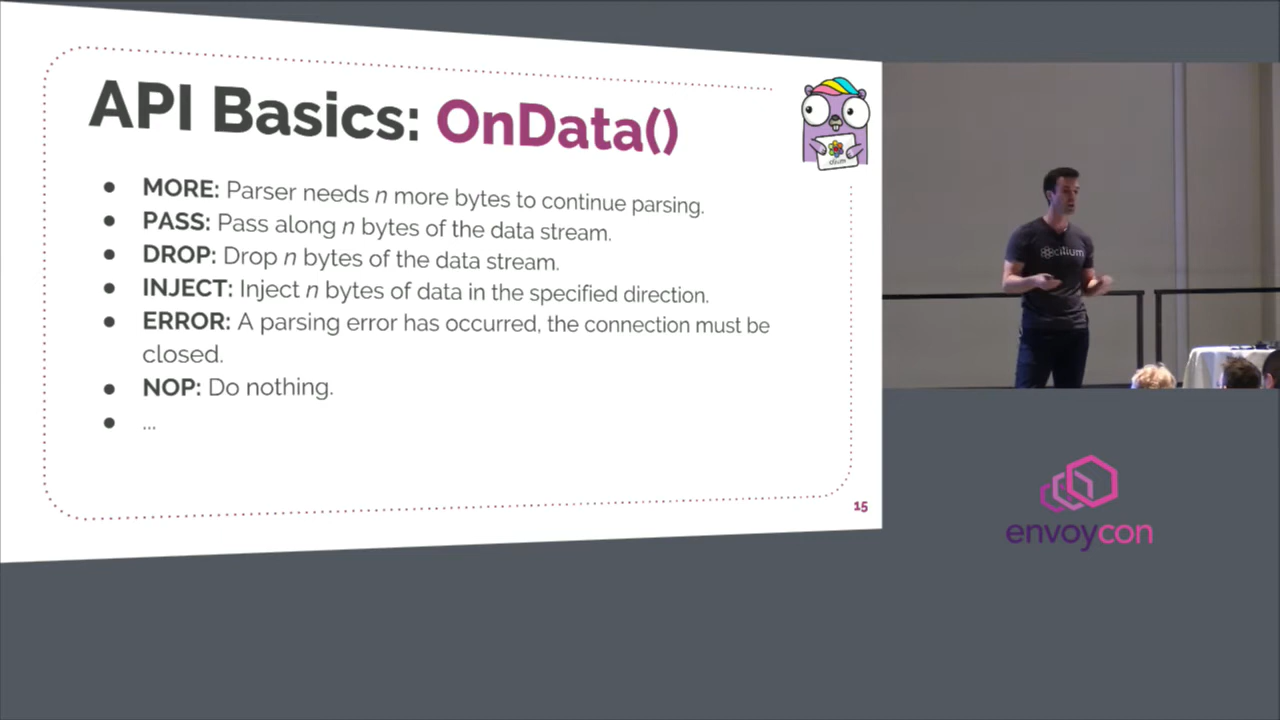 API Basics: OnData()
● MORE: Parser needs n more bytes to continue parsing.
● PASS: Pass along n bytes of the data stream.
● DROP: Drop n bytes of the data stream.
● INJECT: Inject n bytes of data in the specified direction.
● ERROR: A parsing error has occurred, the connection must be
closed.
● NOP: Do nothing.
● ...
15
cilium
cilium
envoycon